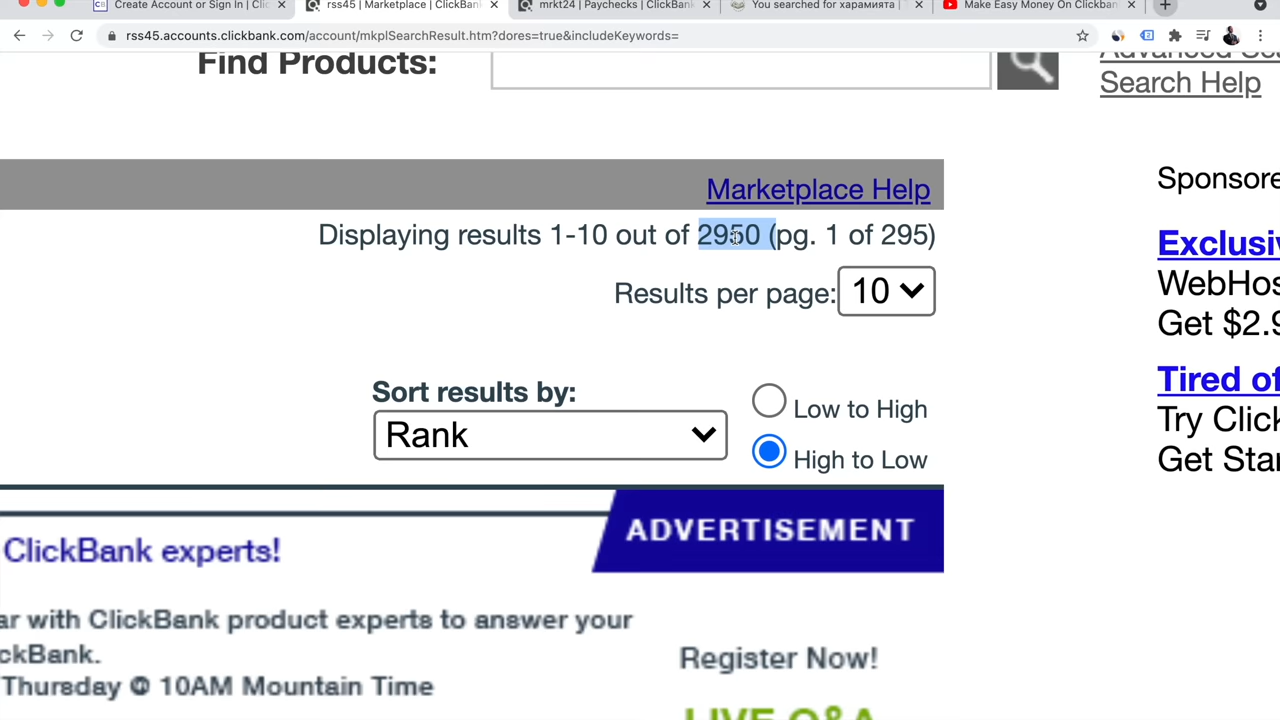 Create Account or Sign In | Clic
rss45 | Marketplace | ClickBank
mrkt24 | Paychecks | ClickBank
You searched for харамията
Make Easy Money On Clickban
rss45.accounts.clickbank.com/account/mkplSearchResult.htm?dores=true&includeKeywords=
Find Products:
Search Help
Marketplace Help
Displaying results 1-10 out of 2950 (pg. 1 of 295)
Results per page: 10
Sponsore
Exclusiv
WebHos
Get $2.9
Sort results by:
Rank
Low to High
High to Low
Tired of
Try Click
Get Star
ADVERTISEMENT
ClickBank experts!
ar with ClickBank product experts to answer your
ckBank.
Thursday @ 10AM Mountain Time
Register Now!
LIVE Q&A